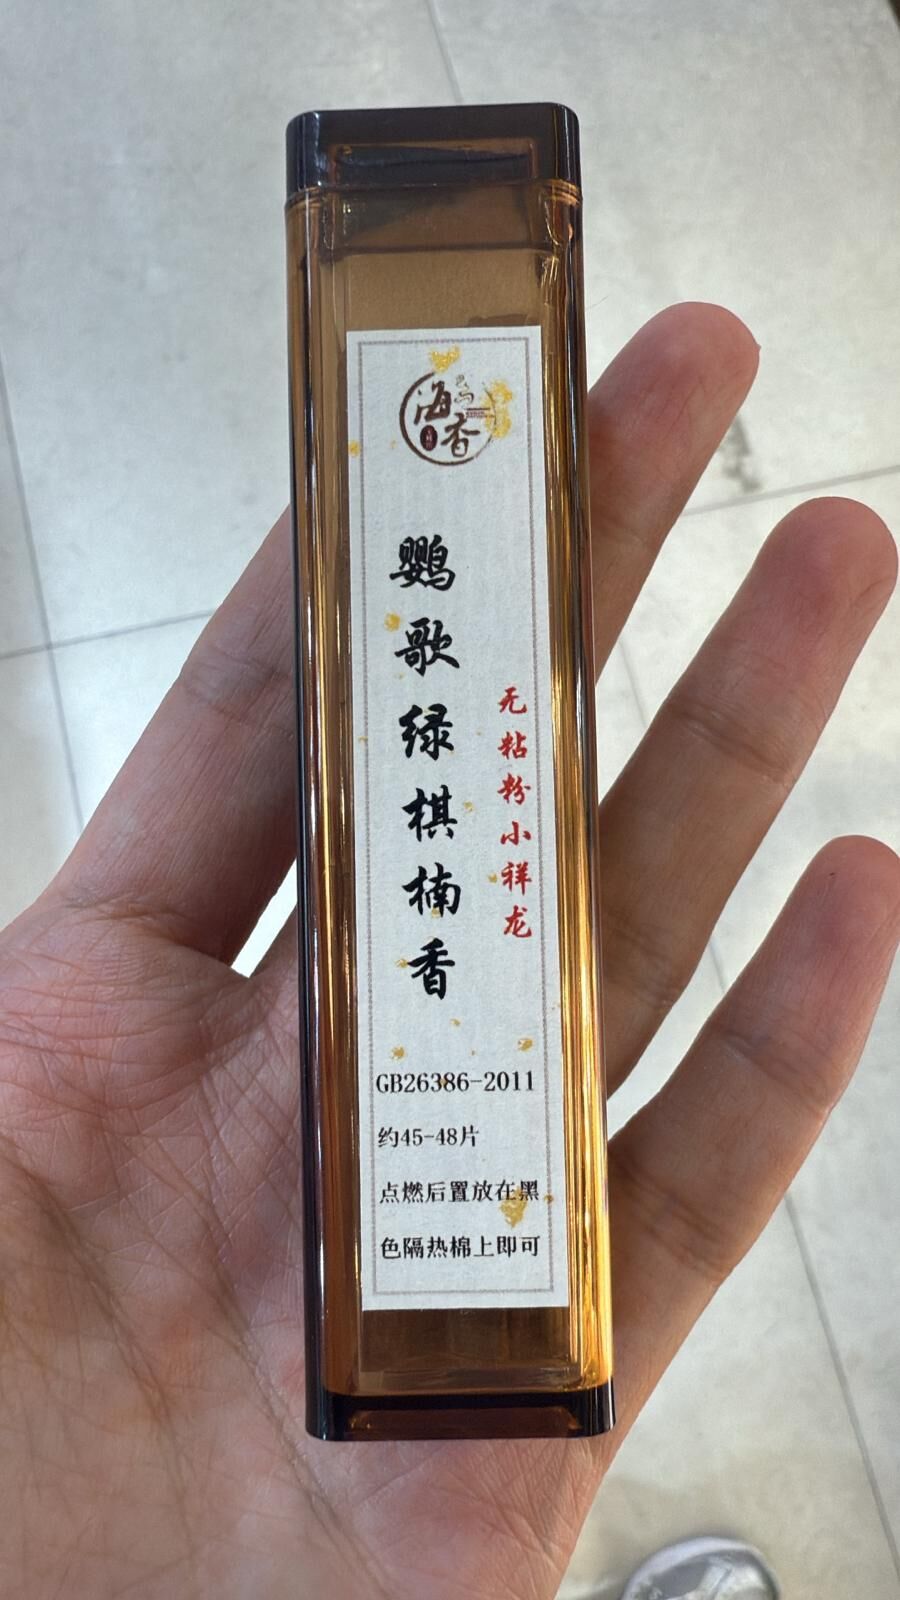 海
香
鹦歌绿棋楠香
无粘粉小祥龙
GB26386-2011
约45-48片
点燃后置放在黑
色隔热棉上即可